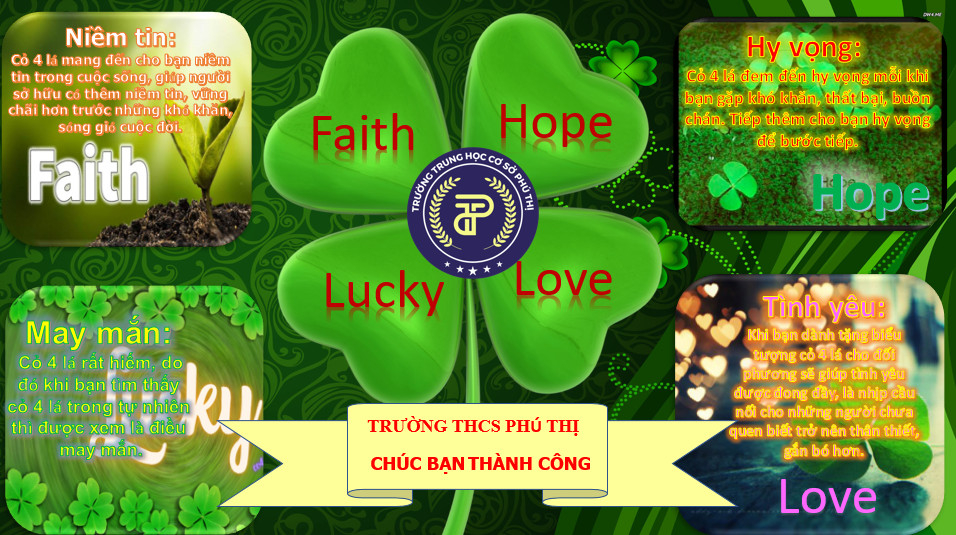 DW4.ME
Niềm tin:
Cỏ 4 lá mang đến cho bạn niềm
tin trong cuộc sống, giúp người
sở hữu có thêm niềm tin, vững
chãi hơn trước những khó khăn,
sóng gió cuộc đời.
Faith
Faith
Hope
Hy vọng:
Cỏ 4 lá đem đến hy vọng mỗi khi
bạn gặp khó khăn, thất bại, buồn
chán. Tiếp thêm cho bạn hy vọng
để bước tiếp.
Hope
TRƯỜNG TRUNG HỌC CƠ SỞ PHÚ THỊ
Lucky
Love
May mắn:
Cỏ 4 lá rất hiếm, do
đó khi bạn tìm thấy
cỏ 4 lá trong tự nhiên
thì được xem là điều
may mắn.
Lucky
Tình yêu:
Khi bạn dành tặng biểu
tượng cỏ 4 lá cho đối
phương sẽ giúp tình yêu
được đong đầy, là nhịp cầu
nối cho những người chưa
quen biết trở nên thân thiết,
gắn bó hơn.
Love
TRƯỜNG THCS PHÚ THỊ
CHÚC BẠN THÀNH CÔNG